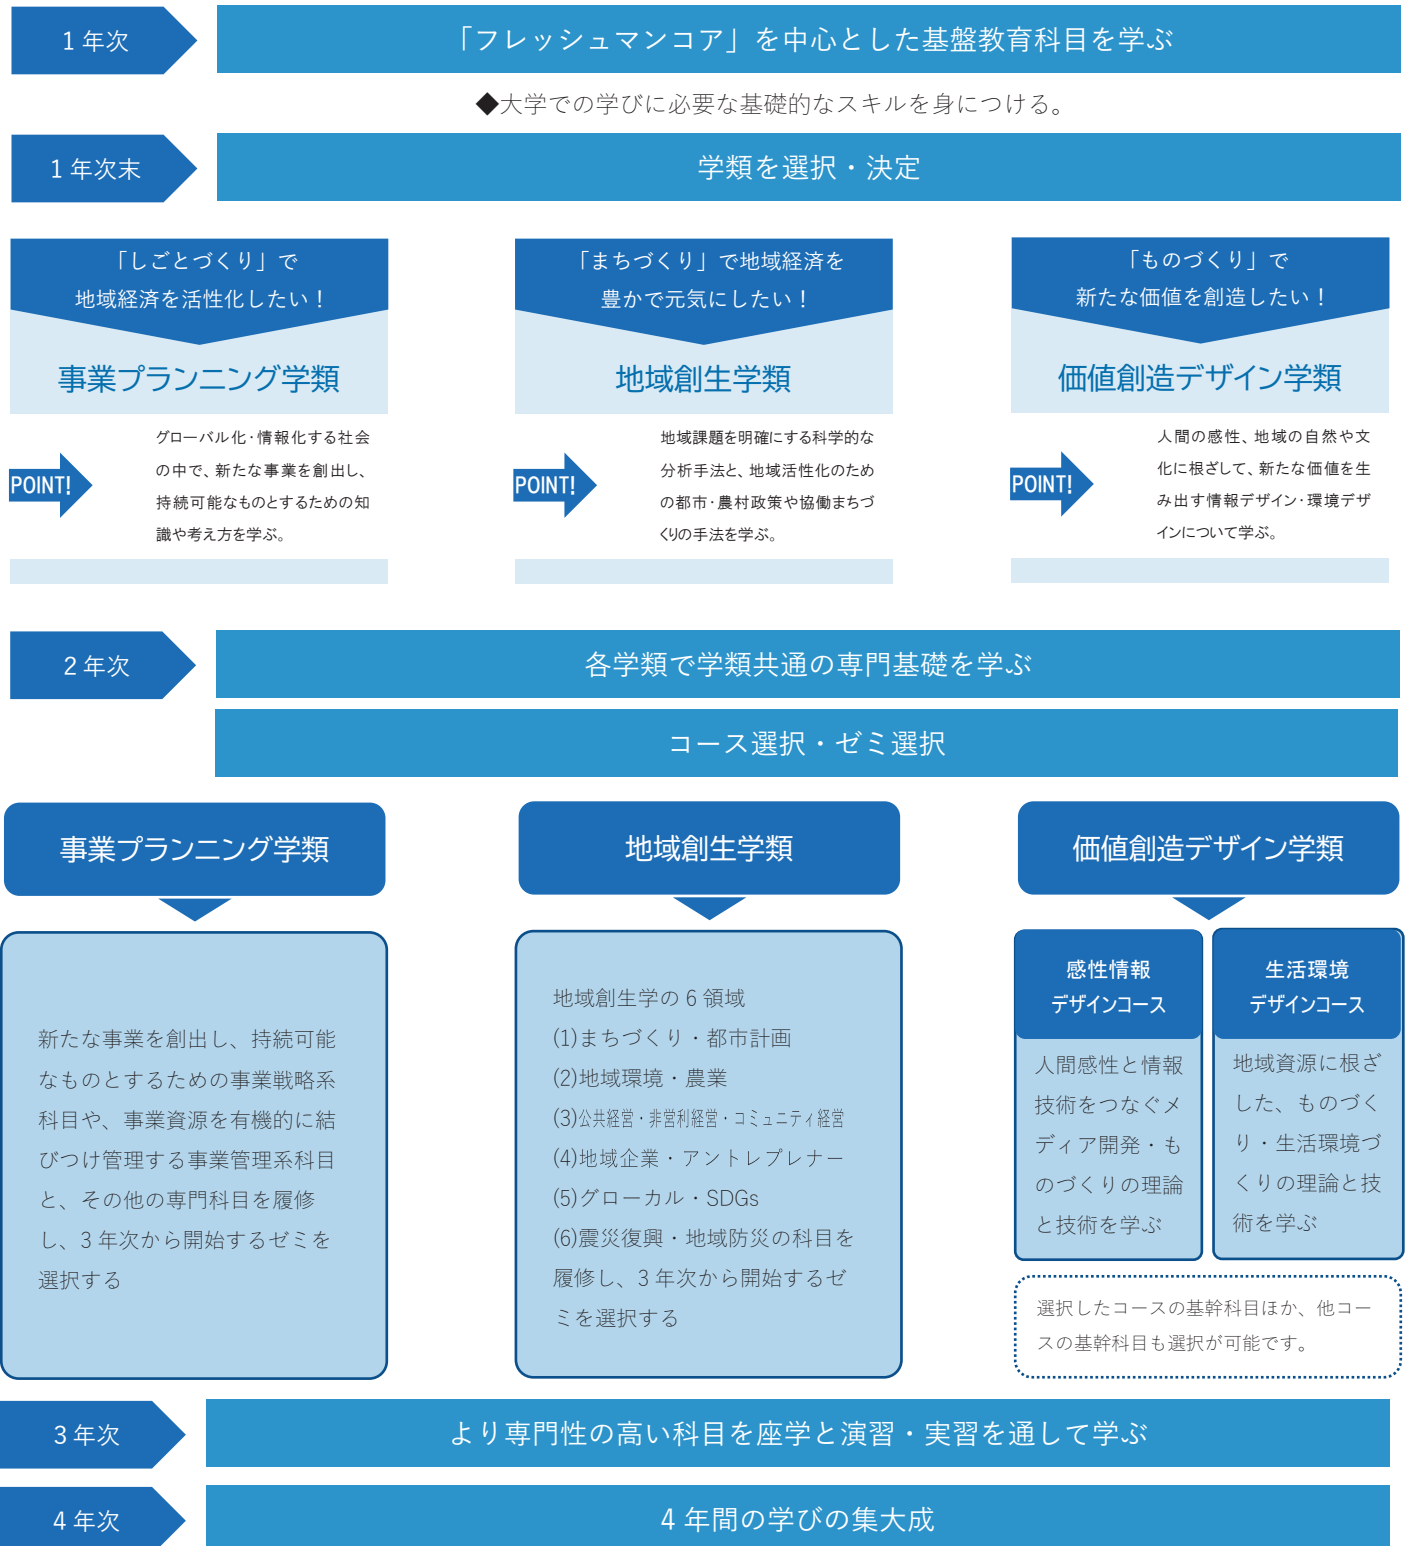 1 年次
「フレッシュマンコア」を中心とした基盤教育科目を学ぶ
◆大学での学びに必要な基礎的なスキルを身につける。
1 年次末
学類を選択・決定
「しごとづくり」で
地域経済を活性化したい！
事業プランニング学類
POINT!
グローバル化・情報化する社会
の中で、新たな事業を創出し、
持続可能なものとするための知
識や考え方を学ぶ。
「まちづくり」で地域経済を
豊かで元気にしたい！
地域創生学類
POINT!
地域課題を明確にする科学的な
分析手法と、地域活性化のため
の都市・農村政策や協働まちづ
くりの手法を学ぶ。
「ものづくり」で
新たな価値を創造したい！
価値創造デザイン学類
POINT!
人間の感性、地域の自然や文
化に根ざして、新たな価値を生
み出す情報デザイン・環境デザ
インについて学ぶ。
2 年次
各学類で学類共通の専門基礎を学ぶ
コース選択・ゼミ選択
事業プランニング学類
新たな事業を創出し、持続可能
なものとするための事業戦略系
科目や、事業資源を有機的に結
びつけ管理する事業管理系科目
と、その他の専門科目を履修
し、3 年次から開始するゼミを
選択する
地域創生学類
地域創生学の 6 領域
(1)まちづくり・都市計画
(2)地域環境・農業
(3)公共経営・非営利経営・コミュニティ経営
(4)地域企業・アントレプレナー
(5)グローカル・SDGs
(6)震災復興・地域防災の科目を
履修し、3 年次から開始するゼ
ミを選択する
価値創造デザイン学類
感性情報
デザインコース
人間感性と情報
技術をつなぐメ
ディア開発・も
のづくりの理論
と技術を学ぶ
生活環境
デザインコース
地域資源に根ざ
した、ものづく
り・生活環境づ
くりの理論と技
術を学ぶ
選択したコースの基幹科目ほか、他コー
スの基幹科目も選択が可能です。
3 年次
より専門性の高い科目を座学と演習・実習を通して学ぶ
4 年次
4 年間の学びの集大成